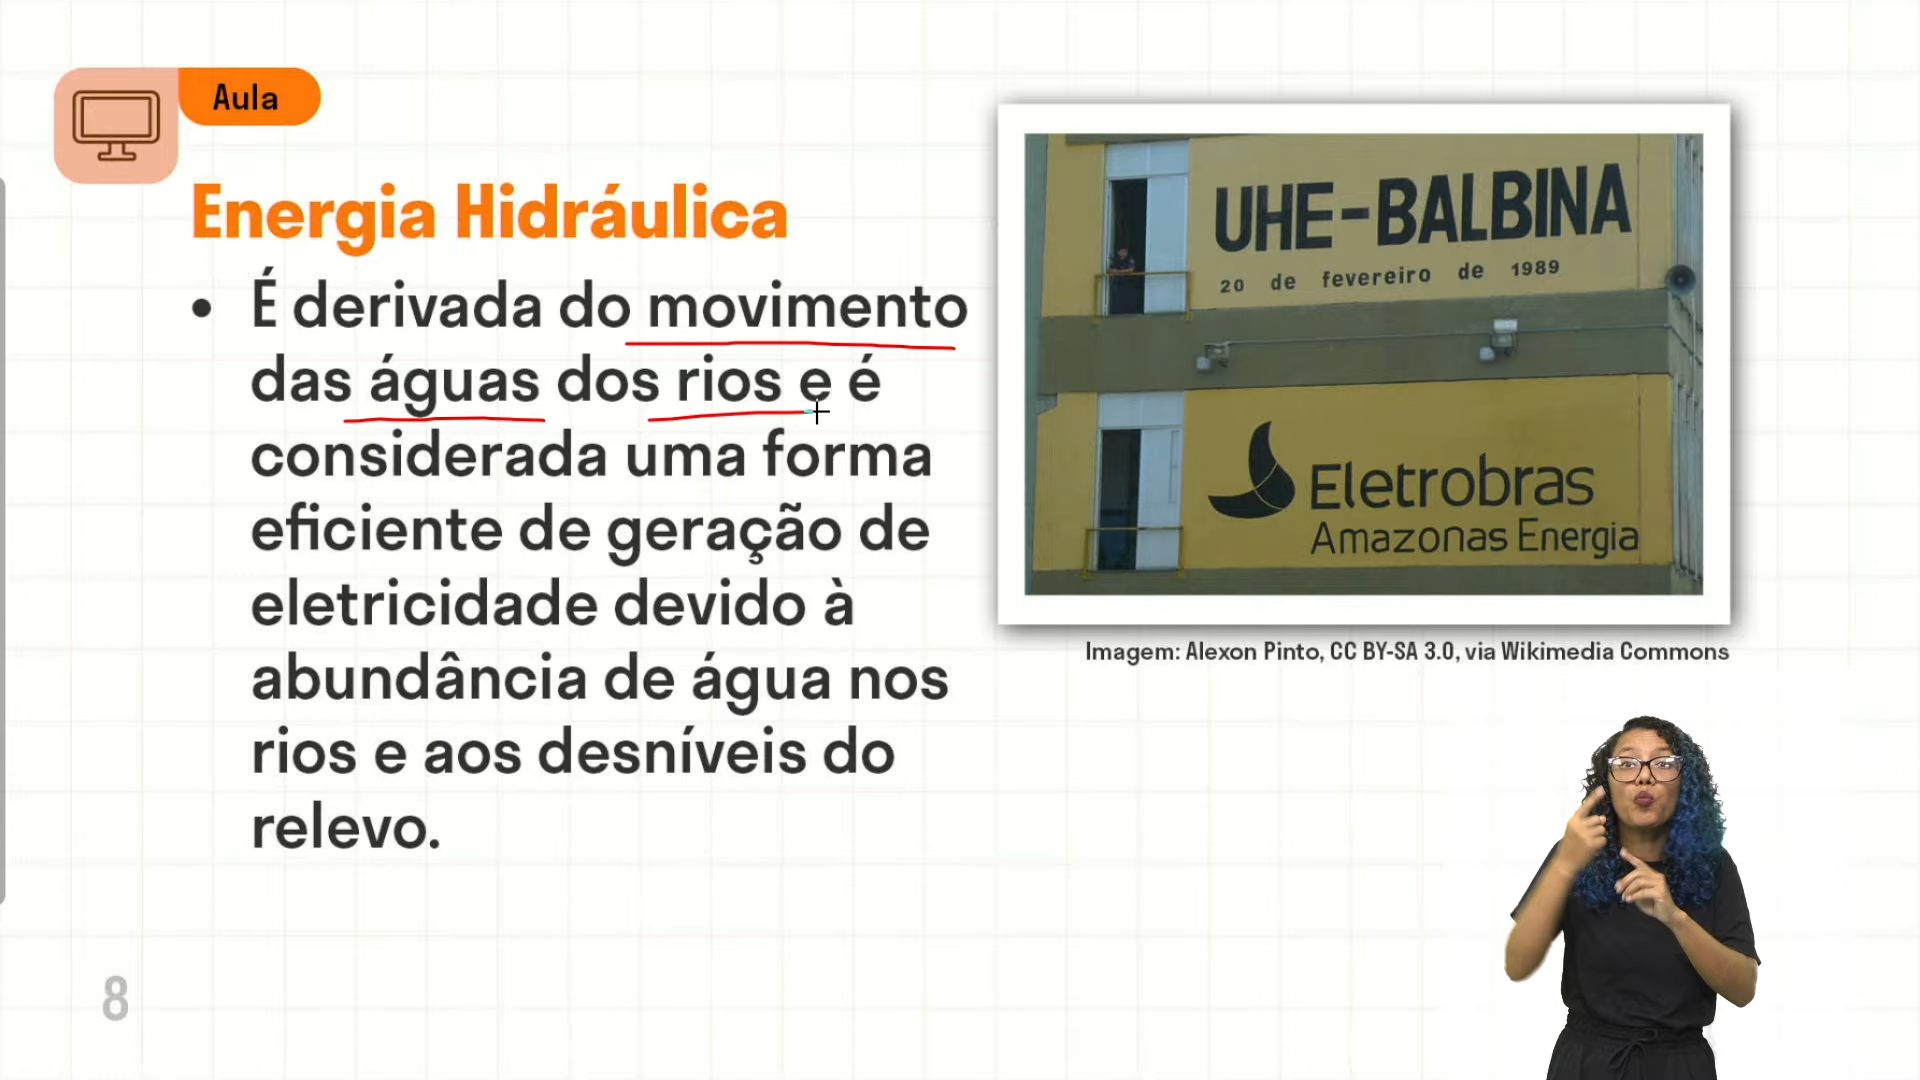 Aula
Energia Hidráulica
• É derivada do movimento
das águas dos rios e é
considerada uma forma
eficiente de geração de
eletricidade devido à
abundância de água nos
rios e aos desníveis do
relevo.
UHE-BALBINA
20 de fevereiro de 1989
Eletrobras
Amazonas Energia
Imagem: Alexon Pinto, CC BY-SA 3.0, via Wikimedia Commons
8